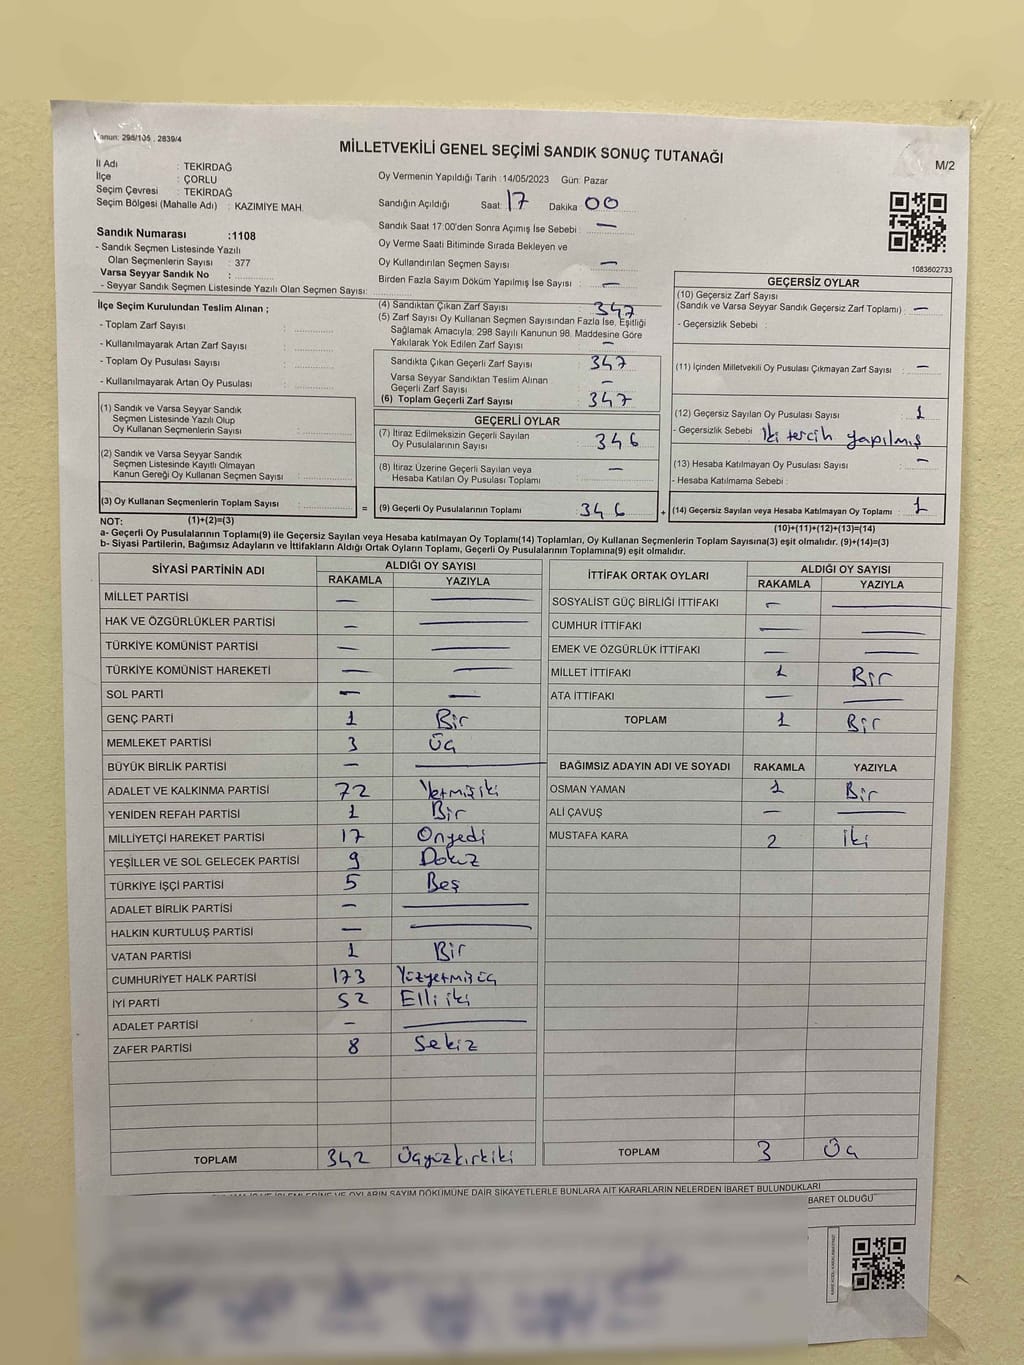 Kanun: 298/105 , 2839/4
MİLLETVEKİLİ GENEL SEÇİMİ SANDIK SONUÇ TUTANAĞI
M/2
İl Adı : TEKİRDAĞ
İlçe : ÇORLU
Seçim Çevresi : TEKİRDAĞ
Seçim Bölgesi (Mahalle Adı) : KAZIMİYE MAH.
Oy Vermenin Yapıldığı Tarih :14/05/2023 Gün: Pazar
Sandığın Açıldığı Saat: 17 Dakika 00
Sandık Saat 17:00'den Sonra Açımış İse Sebebi : —
Oy Verme Saati Bitiminde Sırada Bekleyen ve
Oy Kullandırılan Seçmen Sayısı —
Birden Fazla Sayım Döküm Yapılmış İse Sayısı : —
Sandık Numarası :1108
- Sandık Seçmen Listesinde Yazılı
Olan Seçmenlerin Sayısı : 377
Varsa Seyyar Sandık No :
- Seyyar Sandık Seçmen Listesinde Yazılı Olan Seçmen Sayısı:
1083602733
İlçe Seçim Kurulundan Teslim Alınan ;
- Toplam Zarf Sayısı :
- Kullanılmayarak Artan Zarf Sayısı :
- Toplam Oy Pusulası Sayısı :
- Kullanılmayarak Artan Oy Pusulası :
(1) Sandık ve Varsa Seyyar Sandık
Seçmen Listesinde Yazılı Olup
Oy Kullanan Seçmenlerin Sayısı :
(2) Sandık ve Varsa Seyyar Sandık
Seçmen Listesinde Kayıtlı Olmayan
Kanun Gereği Oy Kullanan Seçmen Sayısı :
(3) Oy Kullanan Seçmenlerin Toplam Sayısı :
(1)+(2)=(3)
(4) Sandıktan Çıkan Zarf Sayısı : 347
(5) Zarf Sayısı Oy Kullanan Seçmen Sayısından Fazla İse, Eşitliği
Sağlamak Amacıyla; 298 Sayılı Kanunun 98. Maddesine Göre
Yakılarak Yok Edilen Zarf Sayısı : —
Sandıkta Çıkan Geçerli Zarf Sayısı : 347
Varsa Seyyar Sandıktan Teslim Alınan
Geçerli Zarf Sayısı : —
(6) Toplam Geçerli Zarf Sayısı : 347
GEÇERLİ OYLAR
(7) İtiraz Edilmeksizin Geçerli Sayılan
Oy Pusulalarının Sayısı : 346
(8) İtiraz Üzerine Geçerli Sayılan veya
Hesaba Katılan Oy Pusulası Toplamı : —
= (9) Geçerli Oy Pusulalarının Toplamı : 346 +
GEÇERSİZ OYLAR
(10) Geçersiz Zarf Sayısı
(Sandık ve Varsa Seyyar Sandık Geçersiz Zarf Toplamı) : —
- Geçersizlik Sebebi :
(11) İçinden Milletvekili Oy Pusulası Çıkmayan Zarf Sayısı : —
(12) Geçersiz Sayılan Oy Pusulası Sayısı : 1
- Geçersizlik Sebebi : İki tercih yapılmış
(13) Hesaba Katılmayan Oy Pusulası Sayısı : —
- Hesaba Katılmama Sebebi :
(14) Geçersiz Sayılan veya Hesaba Katılmayan Oy Toplamı : 1
(10)+(11)+(12)+(13)=(14)
NOT:
a- Geçerli Oy Pusulalarının Toplamı(9) ile Geçersiz Sayılan veya Hesaba katılmayan Oy Toplamı(14) Toplamları, Oy Kullanan Seçmenlerin Toplam Sayısına(3) eşit olmalıdır. (9)+(14)=(3)
b- Siyasi Partilerin, Bağımsız Adayların ve İttifakların Aldığı Ortak Oyların Toplamı, Geçerli Oy Pusulalarının Toplamına(9) eşit olmalıdır.
SİYASİ PARTİNİN ADI ALDIĞI OY SAYISI
RAKAMLA YAZIYLA
MİLLET PARTİSİ — —
HAK VE ÖZGÜRLÜKLER PARTİSİ — —
TÜRKİYE KOMÜNİST PARTİSİ — —
TÜRKİYE KOMÜNİST HAREKETİ — —
SOL PARTİ — —
GENÇ PARTİ 1 Bir
MEMLEKET PARTİSİ 3 Üç
BÜYÜK BİRLİK PARTİSİ — —
ADALET VE KALKINMA PARTİSİ 72 Yetmişiki
YENİDEN REFAH PARTİSİ 1 Bir
MİLLİYETÇİ HAREKET PARTİSİ 17 Onyedi
YEŞİLLER VE SOL GELECEK PARTİSİ 9 Dokuz
TÜRKİYE İŞÇİ PARTİSİ 5 Beş
ADALET BİRLİK PARTİSİ — —
HALKIN KURTULUŞ PARTİSİ — —
VATAN PARTİSİ 1 Bir
CUMHURİYET HALK PARTİSİ 173 Yüzyetmişüç
İYİ PARTİ 52 Elli iki
ADALET PARTİSİ — —
ZAFER PARTİSİ 8 Sekiz
TOPLAM 342 Üçyüzkırkiki
İTTİFAK ORTAK OYLARI ALDIĞI OY SAYISI
RAKAMLA YAZIYLA
SOSYALİST GÜÇ BİRLİĞİ İTTİFAKI — —
CUMHUR İTTİFAKI — —
EMEK VE ÖZGÜRLÜK İTTİFAKI — —
MİLLET İTTİFAKI 1 Bir
ATA İTTİFAKI — —
TOPLAM 1 Bir
BAĞIMSIZ ADAYIN ADI VE SOYADI RAKAMLA YAZIYLA
OSMAN YAMAN 1 Bir
ALİ ÇAVUŞ — —
MUSTAFA KARA 2 İki
TOPLAM 3 Üç
OYLARIN SAYIM DÖKÜMÜNE DAİR ŞİKAYETLERLE BUNLARA AİT KARARLARIN NELERDEN İBARET BULUNDUKLARI
BARET OLDUĞU